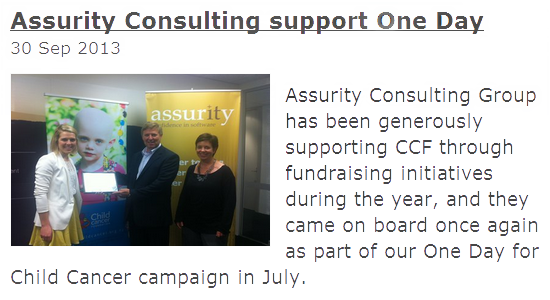 Assurity Consulting support One Day
30 Sep 2013
assurity
Child
Assurity Consulting Group
has been generously
supporting CCF through
fundraising initiatives
during the year, and they
came on board once again
as part of our One Day for
Child Cancer campaign in July.